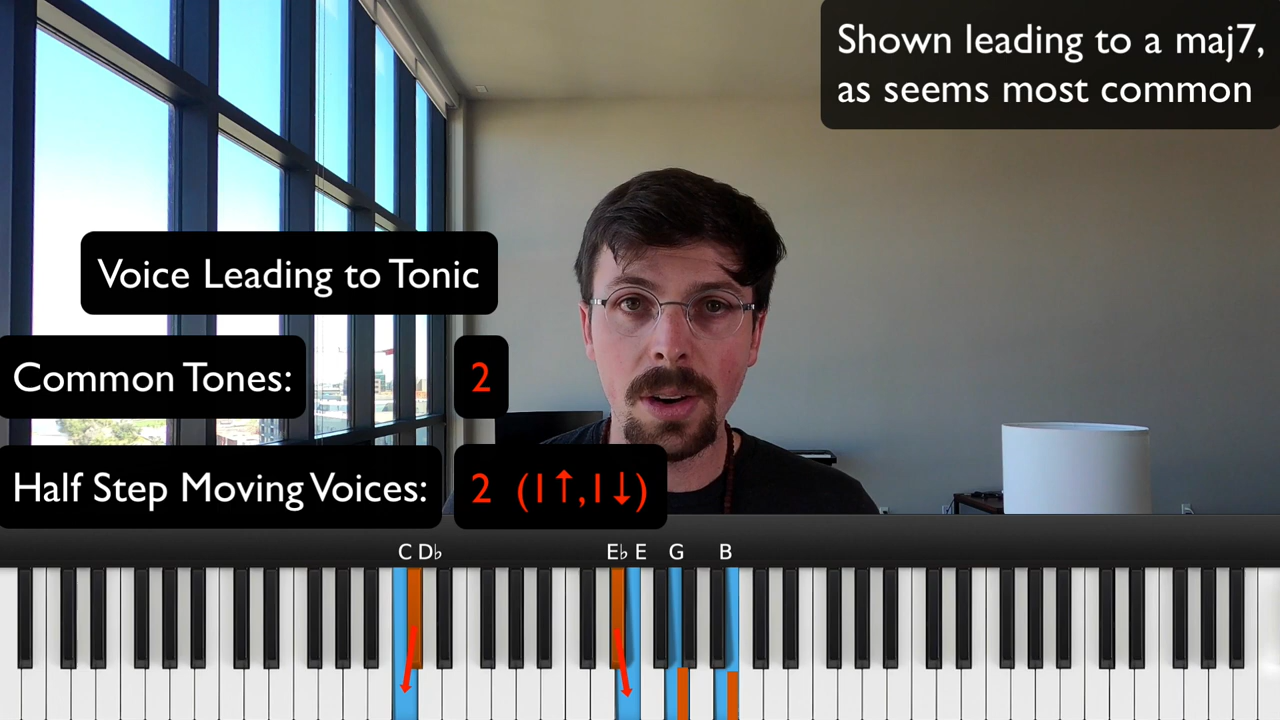 Shown leading to a maj7,
as seems most common
Voice Leading to Tonic
Common Tones: 2
Half Step Moving Voices: 2 (1↑,1↓)
C D♭ E♭ E G B